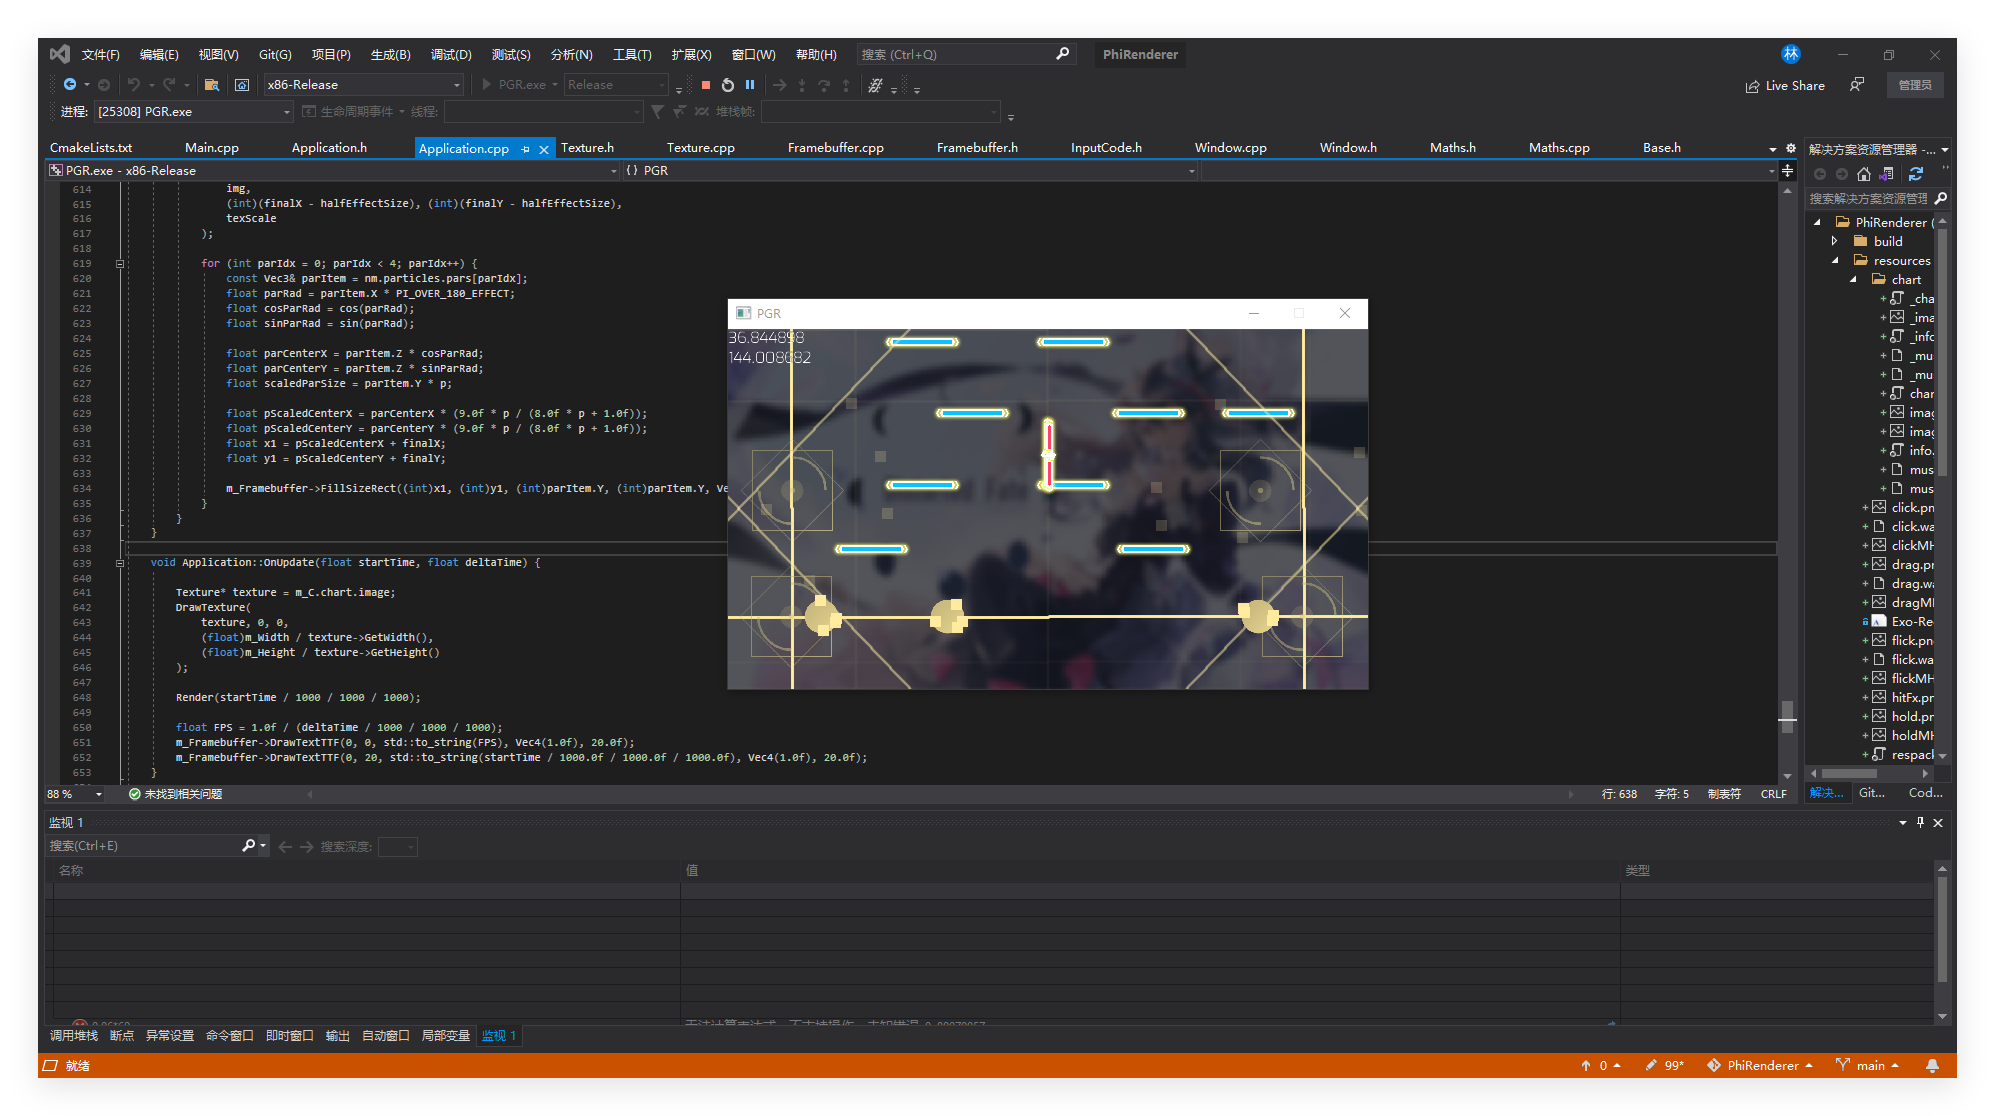 文件(F) 编辑(E) 视图(V) Git(G) 项目(P) 生成(B) 调试(D) 测试(S) 分析(N) 工具(T) 扩展(X) 窗口(W) 帮助(H) 搜索 (Ctrl+Q) PhiRenderer 林
x86-Release PGR.exe Release Live Share 管理员
进程: [25308] PGR.exe 生命周期事件 线程: 堆栈帧:
CmakeLists.txt Main.cpp Application.h Application.cpp Texture.h Texture.cpp Framebuffer.cpp Framebuffer.h InputCode.h Window.cpp Window.h Maths.h Maths.cpp Base.h
PGR.exe - x86-Release {} PGR
614 img,
615 (int)(finalX - halfEffectSize), (int)(finalY - halfEffectSize),
616 texScale
617 );
618
619 for (int parIdx = 0; parIdx < 4; parIdx++) {
620 const Vec3& parItem = nm.particles.pars[parIdx];
621 float parRad = parItem.X * PI_OVER_180_EFFECT;
622 float cosParRad = cos(parRad);
623 float sinParRad = sin(parRad);
624
625 float parCenterX = parItem.Z * cosParRad;
626 float parCenterY = parItem.Z * sinParRad;
627 float scaledParSize = parItem.Y * p;
628
629 float pScaledCenterX = parCenterX * (9.0f * p / (8.0f * p + 1.0f));
630 float pScaledCenterY = parCenterY * (9.0f * p / (8.0f * p + 1.0f));
631 float x1 = pScaledCenterX + finalX;
632 float y1 = pScaledCenterY + finalY;
633
634 m_Framebuffer->FillSizeRect((int)x1, (int)y1, (int)parItem.Y, (int)parItem.Y, Ve
635 }
636 }
637 }
638
639 void Application::OnUpdate(float startTime, float deltaTime) {
640
641 Texture* texture = m_C.chart.image;
642 DrawTexture(
643 texture, 0, 0,
644 (float)m_Width / texture->GetWidth(),
645 (float)m_Height / texture->GetHeight()
646 );
647
648 Render(startTime / 1000 / 1000 / 1000);
649
650 float FPS = 1.0f / (deltaTime / 1000 / 1000 / 1000);
651 m_Framebuffer->DrawTextTTF(0, 0, std::to_string(FPS), Vec4(1.0f), 20.0f);
652 m_Framebuffer->DrawTextTTF(0, 20, std::to_string(startTime / 1000.0f / 1000.0f / 1000.0f), Vec4(1.0f), 20.0f);
653 }
PGR
36.844898
144.008682
88 % 未找到相关问题 行: 638 字符: 5 制表符 CRLF
解决方案资源管理器 -...
搜索解决方案资源管理
PhiRenderer (
build
resources
chart
_cha
_ima
_info
_mu
_mu
char
imag
imag
info.
mus
mus
click.pn
click.wa
clickMH
drag.pr
drag.wa
dragMI
Exo-Re
flick.pn
flick.wa
flickMH
hitFx.pr
hold.pr
holdMH
respack
解决... Git... Cod...
监视 1
搜索(Ctrl+E) 搜索深度:
名称 值 类型
调用堆栈 断点 异常设置 命令窗口 即时窗口 输出 自动窗口 局部变量 监视 1
就绪 0 99* PhiRenderer main